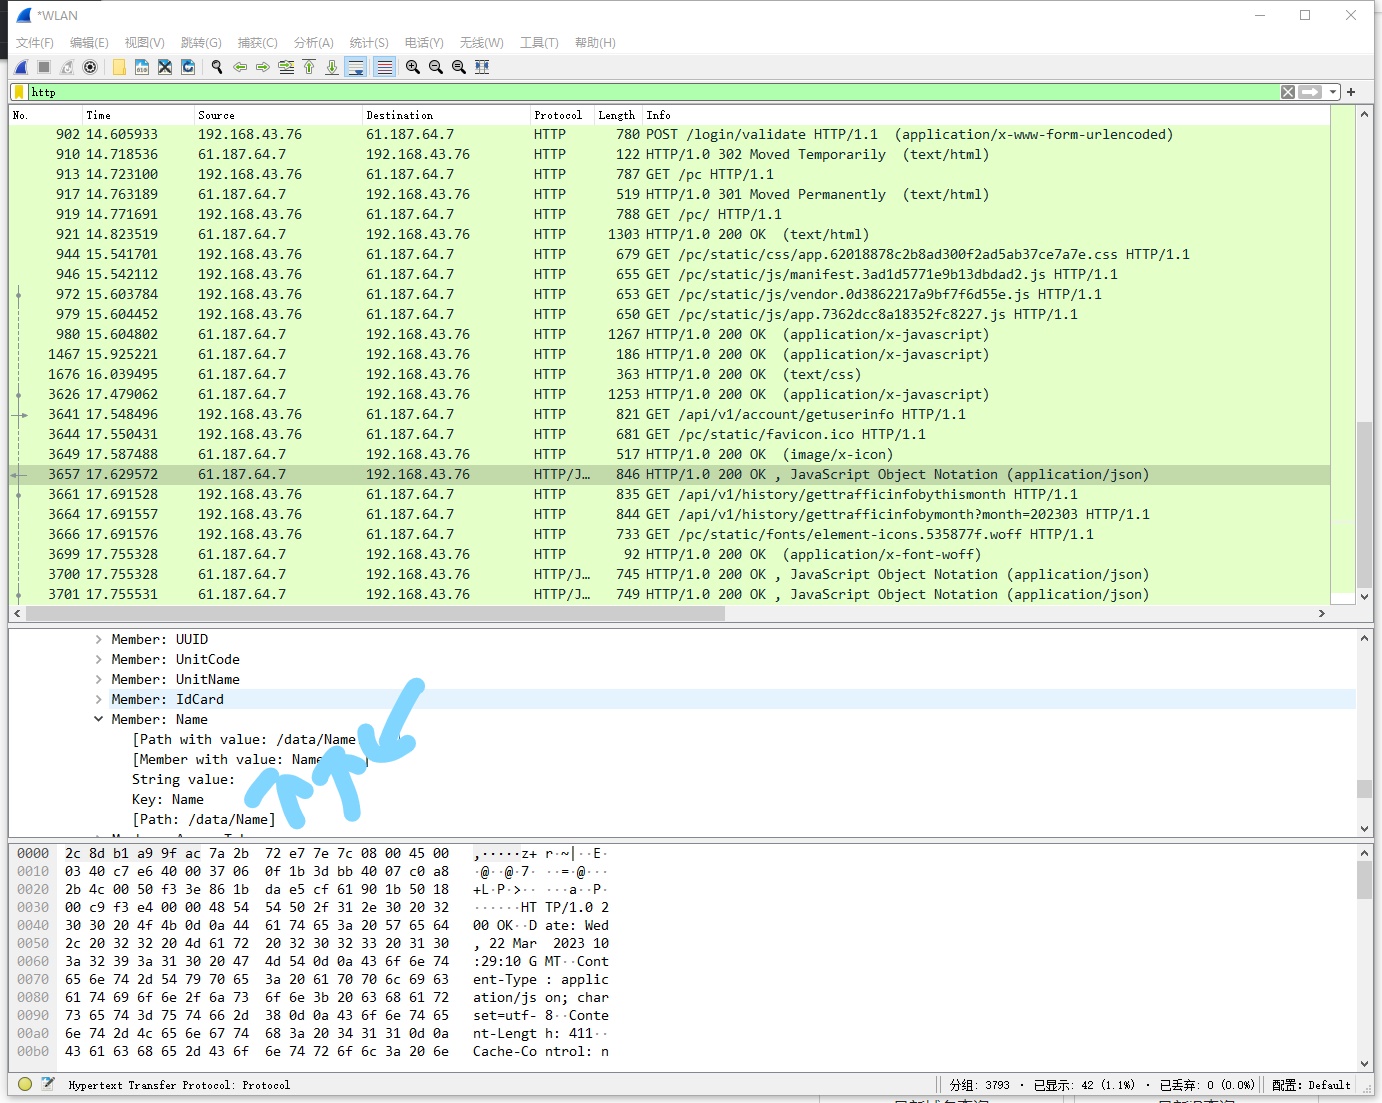 *WLAN
文件(F) 编辑(E) 视图(V) 跳转(G) 捕获(C) 分析(A) 统计(S) 电话(Y) 无线(W) 工具(T) 帮助(H)
http
No. Time Source Destination Protocol Length Info
902 14.605933 192.168.43.76 61.187.64.7 HTTP 780 POST /login/validate HTTP/1.1 (application/x-www-form-urlencoded)
910 14.718536 61.187.64.7 192.168.43.76 HTTP 122 HTTP/1.0 302 Moved Temporarily (text/html)
913 14.723100 192.168.43.76 61.187.64.7 HTTP 787 GET /pc HTTP/1.1
917 14.763189 61.187.64.7 192.168.43.76 HTTP 519 HTTP/1.0 301 Moved Permanently (text/html)
919 14.771691 192.168.43.76 61.187.64.7 HTTP 788 GET /pc/ HTTP/1.1
921 14.823519 61.187.64.7 192.168.43.76 HTTP 1303 HTTP/1.0 200 OK (text/html)
944 15.541701 192.168.43.76 61.187.64.7 HTTP 679 GET /pc/static/css/app.62018878c2b8ad300f2ad5ab37ce7a7e.css HTTP/1.1
946 15.542112 192.168.43.76 61.187.64.7 HTTP 655 GET /pc/static/js/manifest.3ad1d5771e9b13dbdad2.js HTTP/1.1
972 15.603784 192.168.43.76 61.187.64.7 HTTP 653 GET /pc/static/js/vendor.0d3862217a9bf7f6d55e.js HTTP/1.1
979 15.604452 192.168.43.76 61.187.64.7 HTTP 650 GET /pc/static/js/app.7362dcc8a18352fc8227.js HTTP/1.1
980 15.604802 61.187.64.7 192.168.43.76 HTTP 1267 HTTP/1.0 200 OK (application/x-javascript)
1467 15.925221 61.187.64.7 192.168.43.76 HTTP 186 HTTP/1.0 200 OK (application/x-javascript)
1676 16.039495 61.187.64.7 192.168.43.76 HTTP 363 HTTP/1.0 200 OK (text/css)
3626 17.479062 61.187.64.7 192.168.43.76 HTTP 1253 HTTP/1.0 200 OK (application/x-javascript)
3641 17.548496 192.168.43.76 61.187.64.7 HTTP 821 GET /api/v1/account/getuserinfo HTTP/1.1
3644 17.550431 192.168.43.76 61.187.64.7 HTTP 681 GET /pc/static/favicon.ico HTTP/1.1
3649 17.587488 61.187.64.7 192.168.43.76 HTTP 517 HTTP/1.0 200 OK (image/x-icon)
3657 17.629572 61.187.64.7 192.168.43.76 HTTP/J… 846 HTTP/1.0 200 OK , JavaScript Object Notation (application/json)
3661 17.691528 192.168.43.76 61.187.64.7 HTTP 835 GET /api/v1/history/gettrafficinfobythismonth HTTP/1.1
3664 17.691557 192.168.43.76 61.187.64.7 HTTP 844 GET /api/v1/history/gettrafficinfobymonth?month=202303 HTTP/1.1
3666 17.691576 192.168.43.76 61.187.64.7 HTTP 733 GET /pc/static/fonts/element-icons.535877f.woff HTTP/1.1
3699 17.755328 61.187.64.7 192.168.43.76 HTTP 92 HTTP/1.0 200 OK (application/x-font-woff)
3700 17.755328 61.187.64.7 192.168.43.76 HTTP/J… 745 HTTP/1.0 200 OK , JavaScript Object Notation (application/json)
3701 17.755531 61.187.64.7 192.168.43.76 HTTP/J… 749 HTTP/1.0 200 OK , JavaScript Object Notation (application/json)
Member: UUID
Member: UnitCode
Member: UnitName
Member: IdCard
Member: Name
[Path with value: /data/Name
[Member with value: Name
String value:
Key: Name
[Path: /data/Name]
0000 2c 8d b1 a9 9f ac 7a 2b 72 e7 7e 7c 08 00 45 00 ,·····z+ r·~|··E·
0010 03 40 c7 e6 40 00 37 06 0f 1b 3d bb 40 07 c0 a8 ·@··@·7· ··=·@···
0020 2b 4c 00 50 f3 3e 86 1b da e5 cf 61 90 1b 50 18 +L·P·>·· ···a··P·
0030 00 c9 f3 e4 00 00 48 54 54 50 2f 31 2e 30 20 32 ······HT TP/1.0 2
0040 30 30 20 4f 4b 0d 0a 44 61 74 65 3a 20 57 65 64 00 OK··D ate: Wed
0050 2c 20 32 32 20 4d 61 72 20 32 30 32 33 20 31 30 , 22 Mar 2023 10
0060 3a 32 39 3a 31 30 20 47 4d 54 0d 0a 43 6f 6e 74 :29:10 G MT··Cont
0070 65 6e 74 2d 54 79 70 65 3a 20 61 70 70 6c 69 63 ent-Type : applic
0080 61 74 69 6f 6e 2f 6a 73 6f 6e 3b 20 63 68 61 72 ation/js on; char
0090 73 65 74 3d 75 74 66 2d 38 0d 0a 43 6f 6e 74 65 set=utf- 8··Conte
00a0 6e 74 2d 4c 65 6e 67 74 68 3a 20 34 31 31 0d 0a nt-Lengt h: 411··
00b0 43 61 63 68 65 2d 43 6f 6e 74 72 6f 6c 3a 20 6e Cache-Co ntrol: n
Hypertext Transfer Protocol: Protocol 分组: 3793 · 已显示: 42 (1.1%) · 已丢弃: 0 (0.0%) 配置: Default